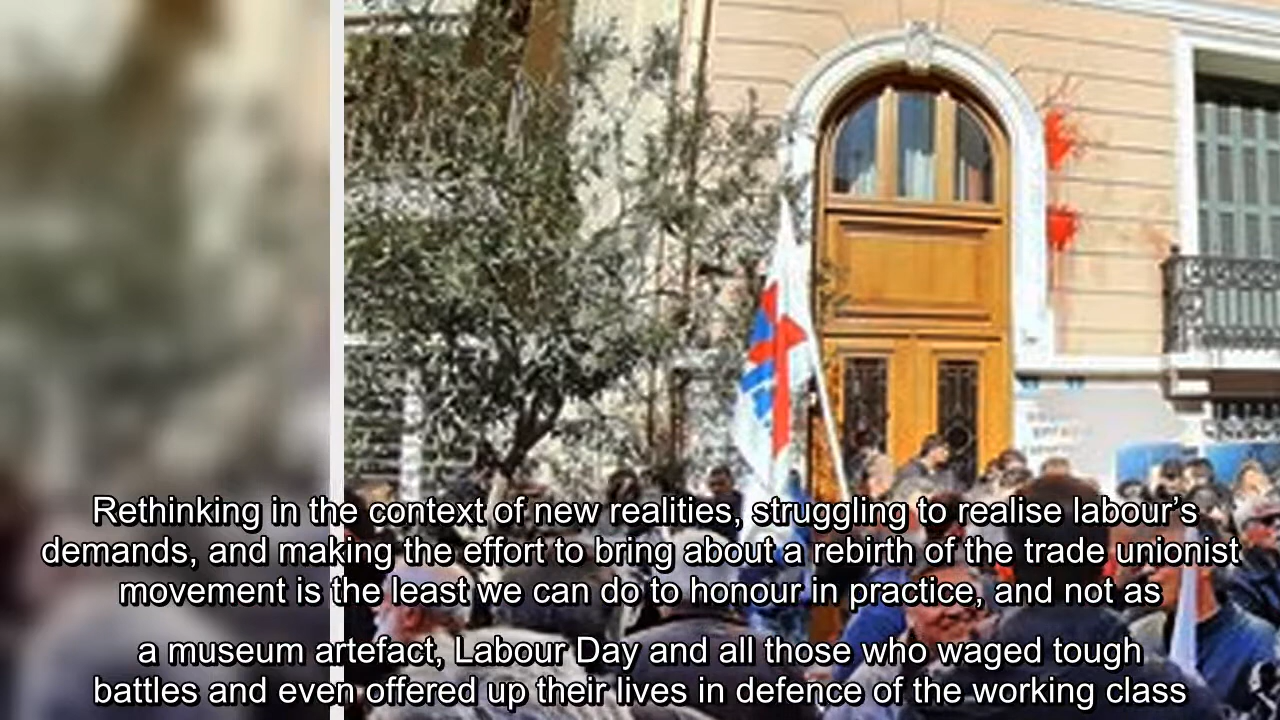 Rethinking in the context of new realities, struggling to realise labour’s
demands, and making the effort to bring about a rebirth of the trade unionist
movement is the least we can do to honour in practice, and not as
a museum artefact, Labour Day and all those who waged tough
battles and even offered up their lives in defence of the working class